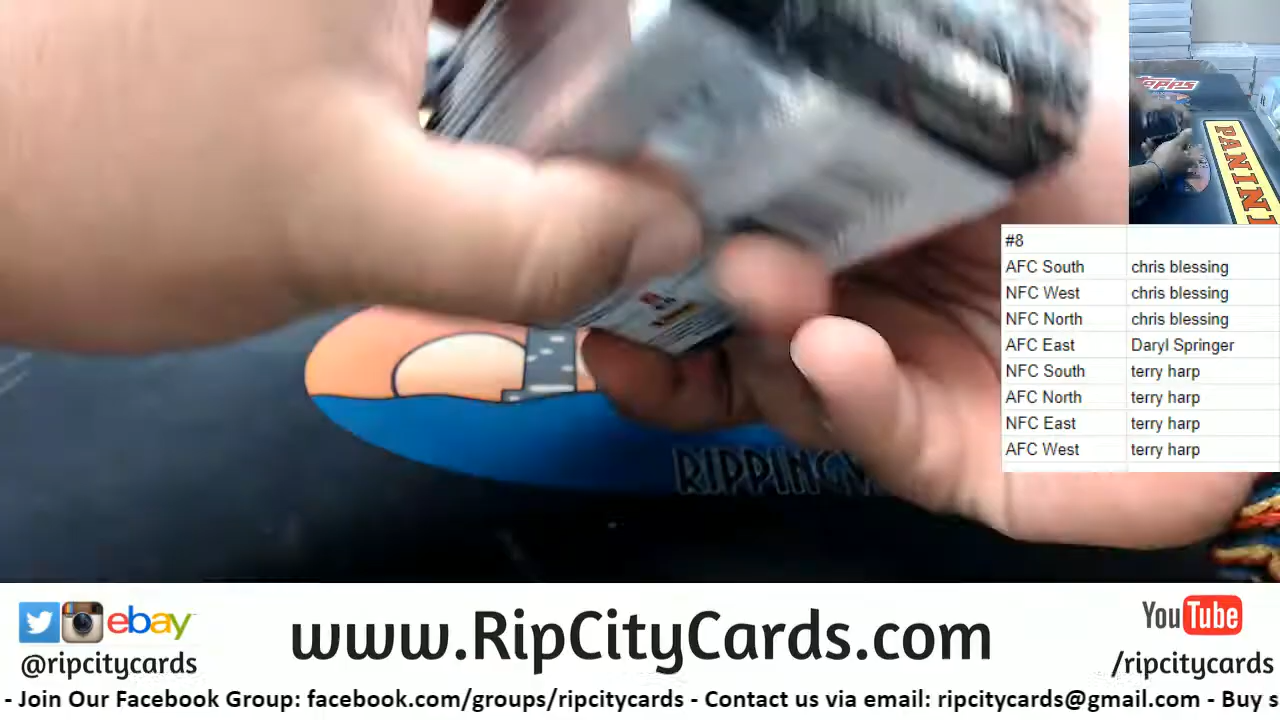 TOPPS
PANINI
#8
AFC South chris blessing
NFC West chris blessing
NFC North chris blessing
AFC East Daryl Springer
NFC South terry harp
AFC North terry harp
NFC East terry harp
AFC West terry harp
RIPPING
ebay
@ripcitycards
www.RipCityCards.com
YouTube
/ripcitycards
- Join Our Facebook Group: facebook.com/groups/ripcitycards - Contact us via email: ripcitycards@gmail.com - Buy s